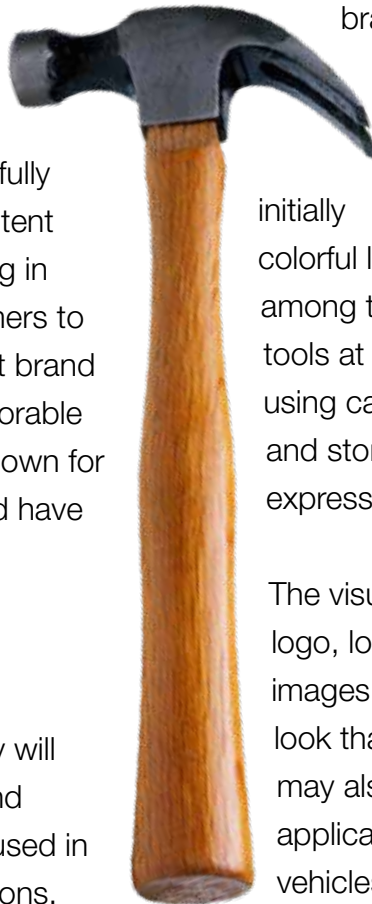 fully
tent
g in
ners to
t brand
orable
own for
d have
y will
nd
used in
ons.
bra
initially
colorful l
among t
tools at
using ca
and stor
express
The visu
logo, lo
images
look tha
may als
applica
vehicles